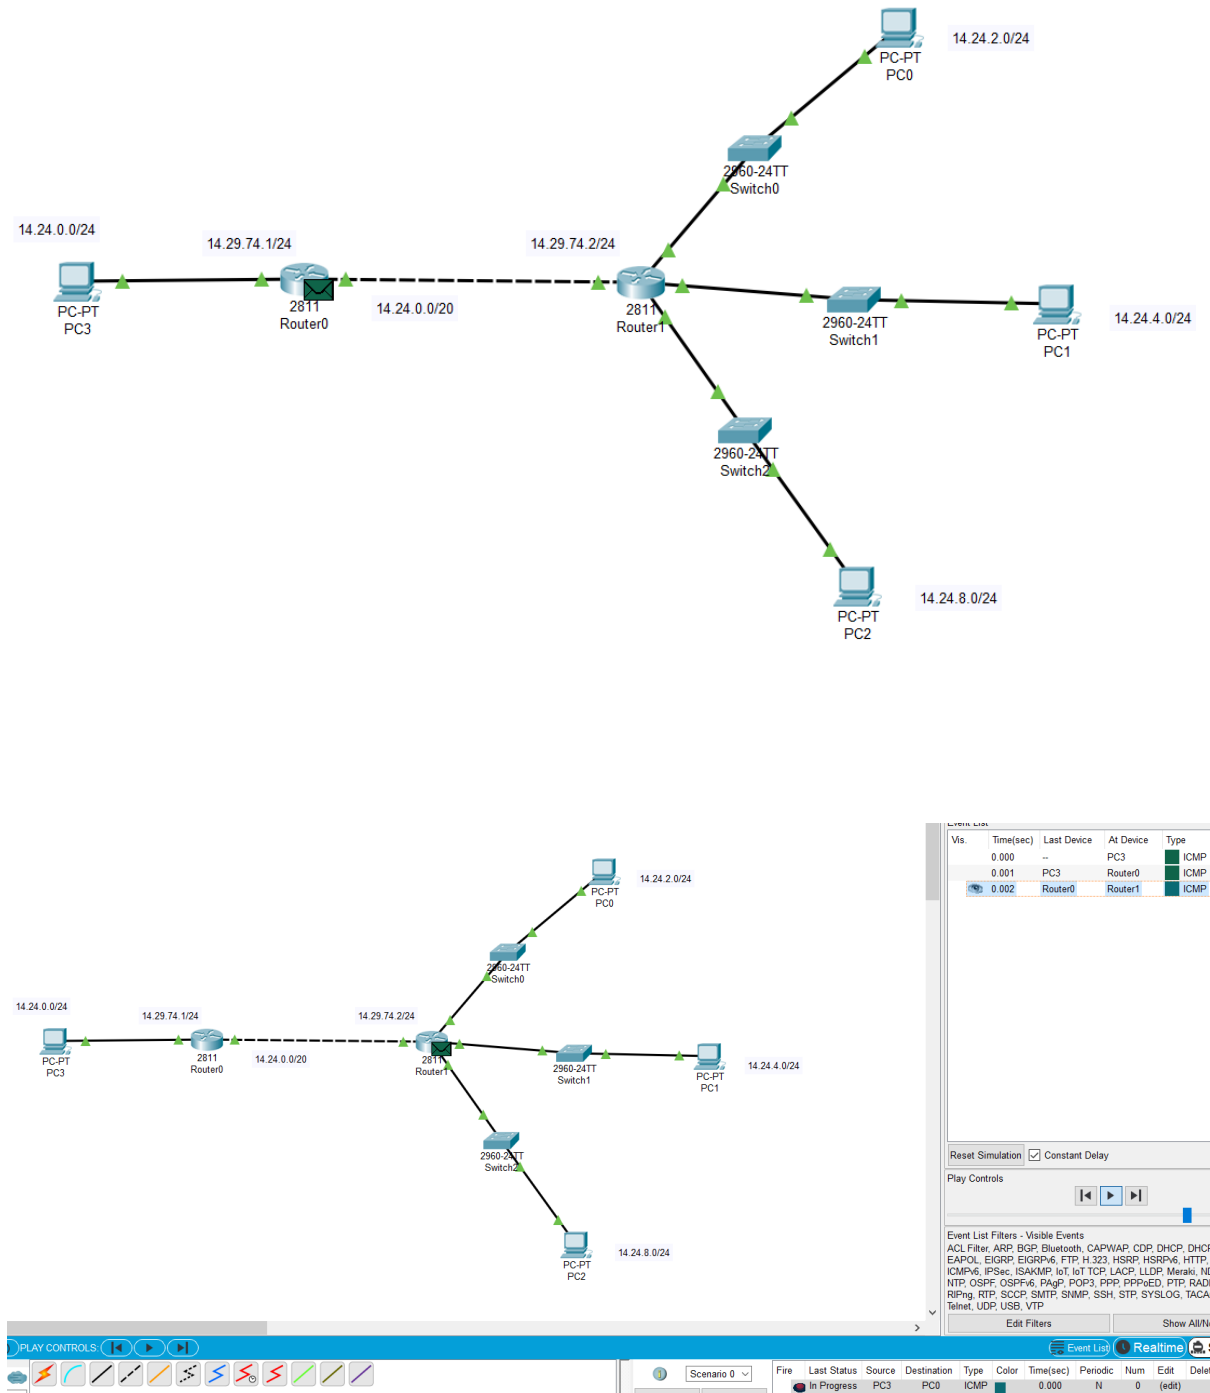 14.24.2.0/24
PC-PT
PC0
2960-24TT
Switch0
14.24.0.0/24
14.29.74.1/24
14.29.74.2/24
PC-PT
PC3
2811
Router0
14.24.0.0/20
2811
Router1
2960-24TT
Switch1
14.24.4.0/24
PC-PT
PC1
2960-24TT
Switch2
14.24.8.0/24
PC-PT
PC2
Event List
Vis. Time(sec) Last Device At Device Type
0.000 -- PC3 ICMP
0.001 PC3 Router0 ICMP
0.002 Router0 Router1 ICMP
14.24.2.0/24
PC-PT
PC0
2960-24TT
Switch0
14.24.0.0/24
14.29.74.1/24
14.29.74.2/24
PC-PT
PC3
2811
Router0
14.24.0.0/20
2811
Router1
2960-24TT
Switch1
14.24.4.0/24
PC-PT
PC1
2960-24TT
Switch2
14.24.8.0/24
PC-PT
PC2
Reset Simulation Constant Delay
Play Controls
Event List Filters - Visible Events
ACL Filter, ARP, BGP, Bluetooth, CAPWAP, CDP, DHCP,
EAPOL, EIGRP, EIGRPv6, FTP, H.323, HSRP, HSRPv6, HTTP,
ICMPv6, IPSec, ISAKMP, IoT, IoT TCP, LACP, LLDP, Meraki,
NTP, OSPF, OSPFv6, PAgP, POP3, PPP, PPPoED, PTP,
RIPng, RTP, SCCP, SMTP, SNMP, SSH, STP, SYSLOG,
Telnet, UDP, USB, VTP
Edit Filters Show
PLAY CONTROLS: Event List Realtime
Scenario 0
Fire Last Status Source Destination Type Color Time(sec) Periodic Num Edit
In Progress PC3 PC0 ICMP 0.000 N 0 (edit)